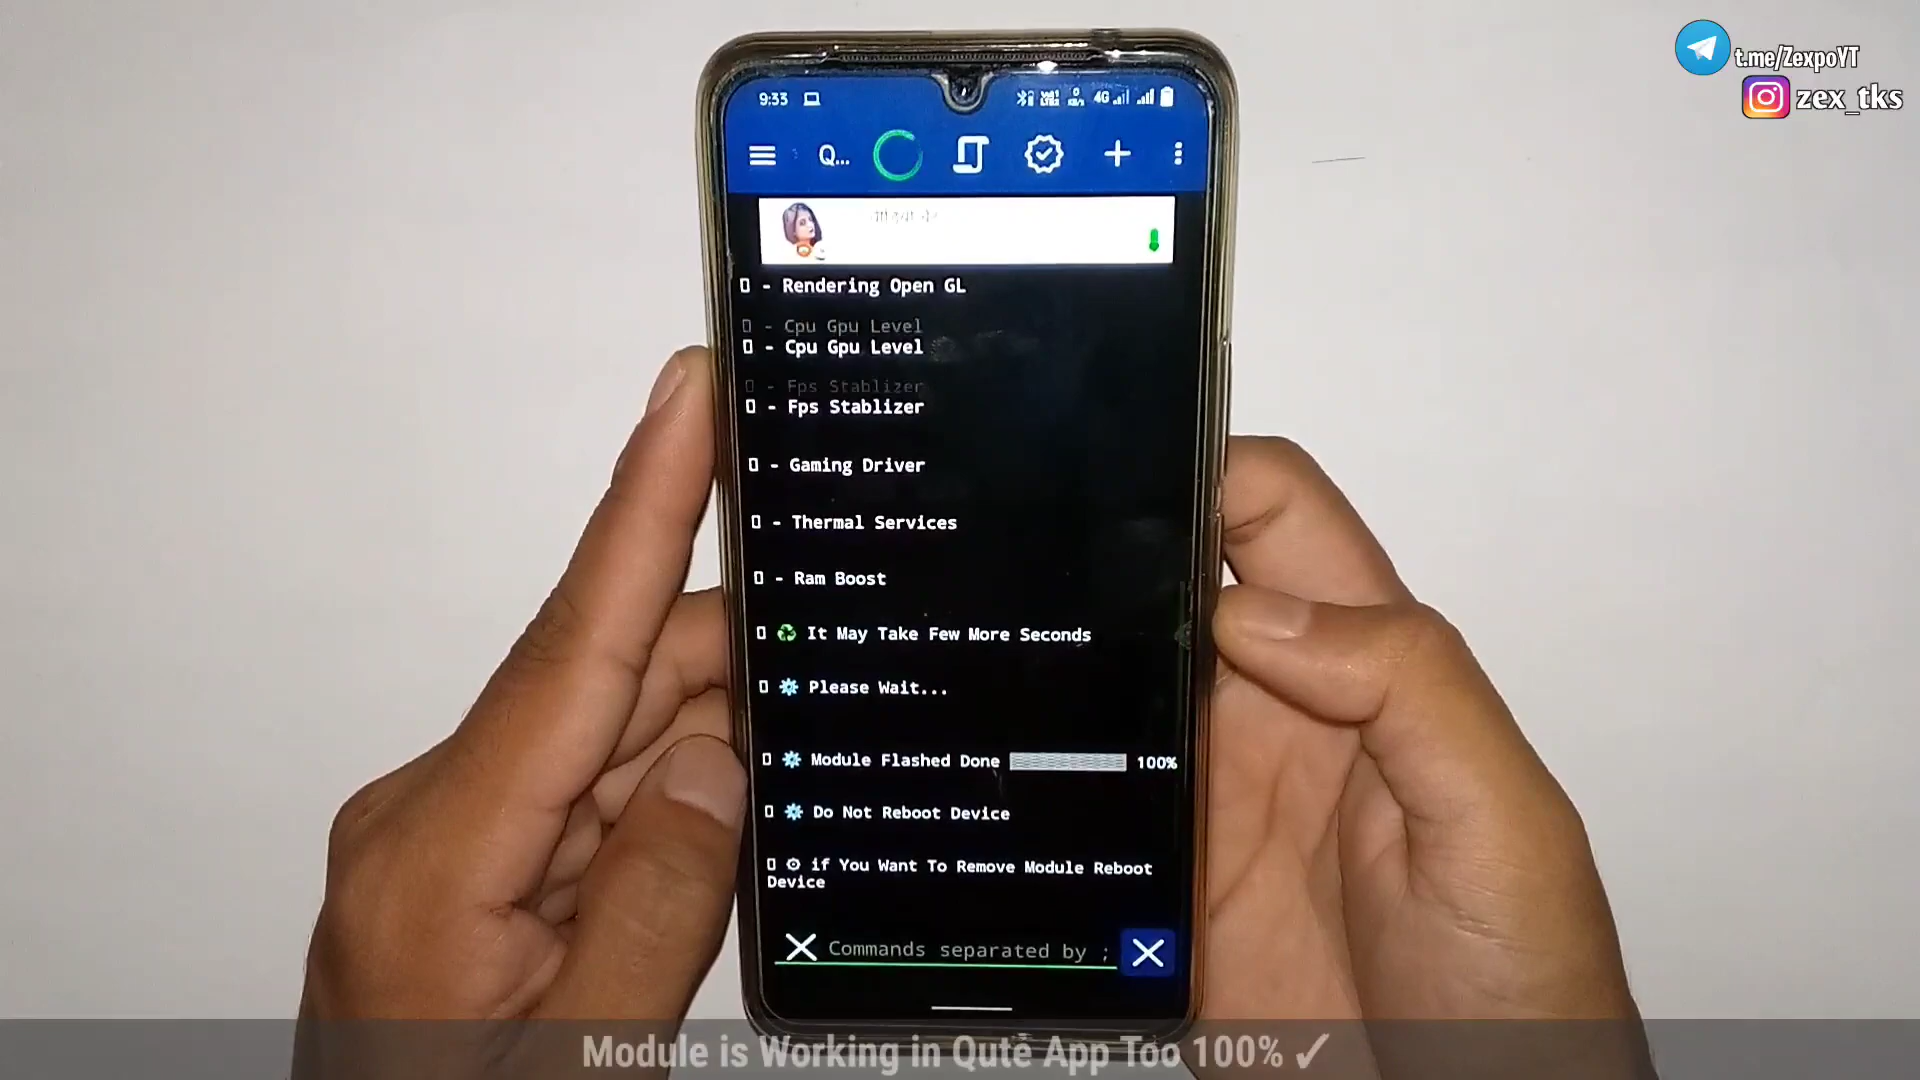 t.me/ZexpoYT
zex_tks
9:33
4G
Q...
▯ - Rendering Open GL
▯ - Cpu Gpu Level
▯ - Cpu Gpu Level
▯ - Fps Stablizer
▯ - Fps Stablizer
▯ - Gaming Driver
▯ - Thermal Services
▯ - Ram Boost
▯ ♻ It May Take Few More Seconds
▯ ⚙ Please Wait...
▯ ⚙ Module Flashed Done 100%
▯ ⚙ Do Not Reboot Device
▯ ⚙ if You Want To Remove Module Reboot
Device
Commands separated by ;
Module is Working in Qute App Too 100% ✓